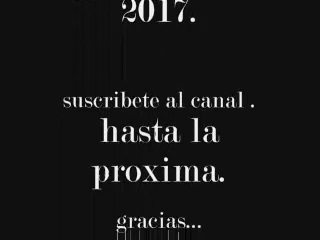 2017.
suscribete al canal .
hasta la
proxima.
gracias...